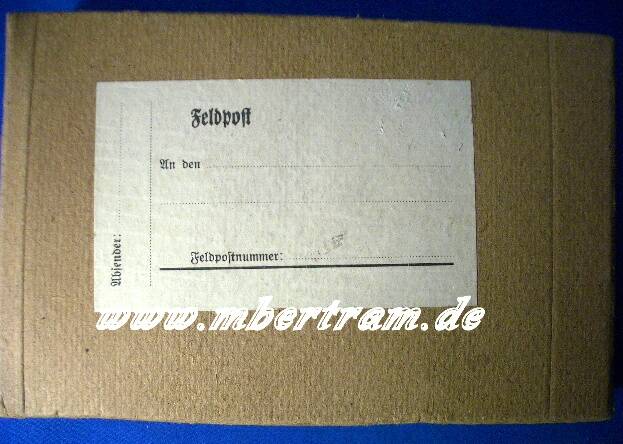 Feldpost
An den
Feldpostnummer:
Absender:
www.mbertram.de